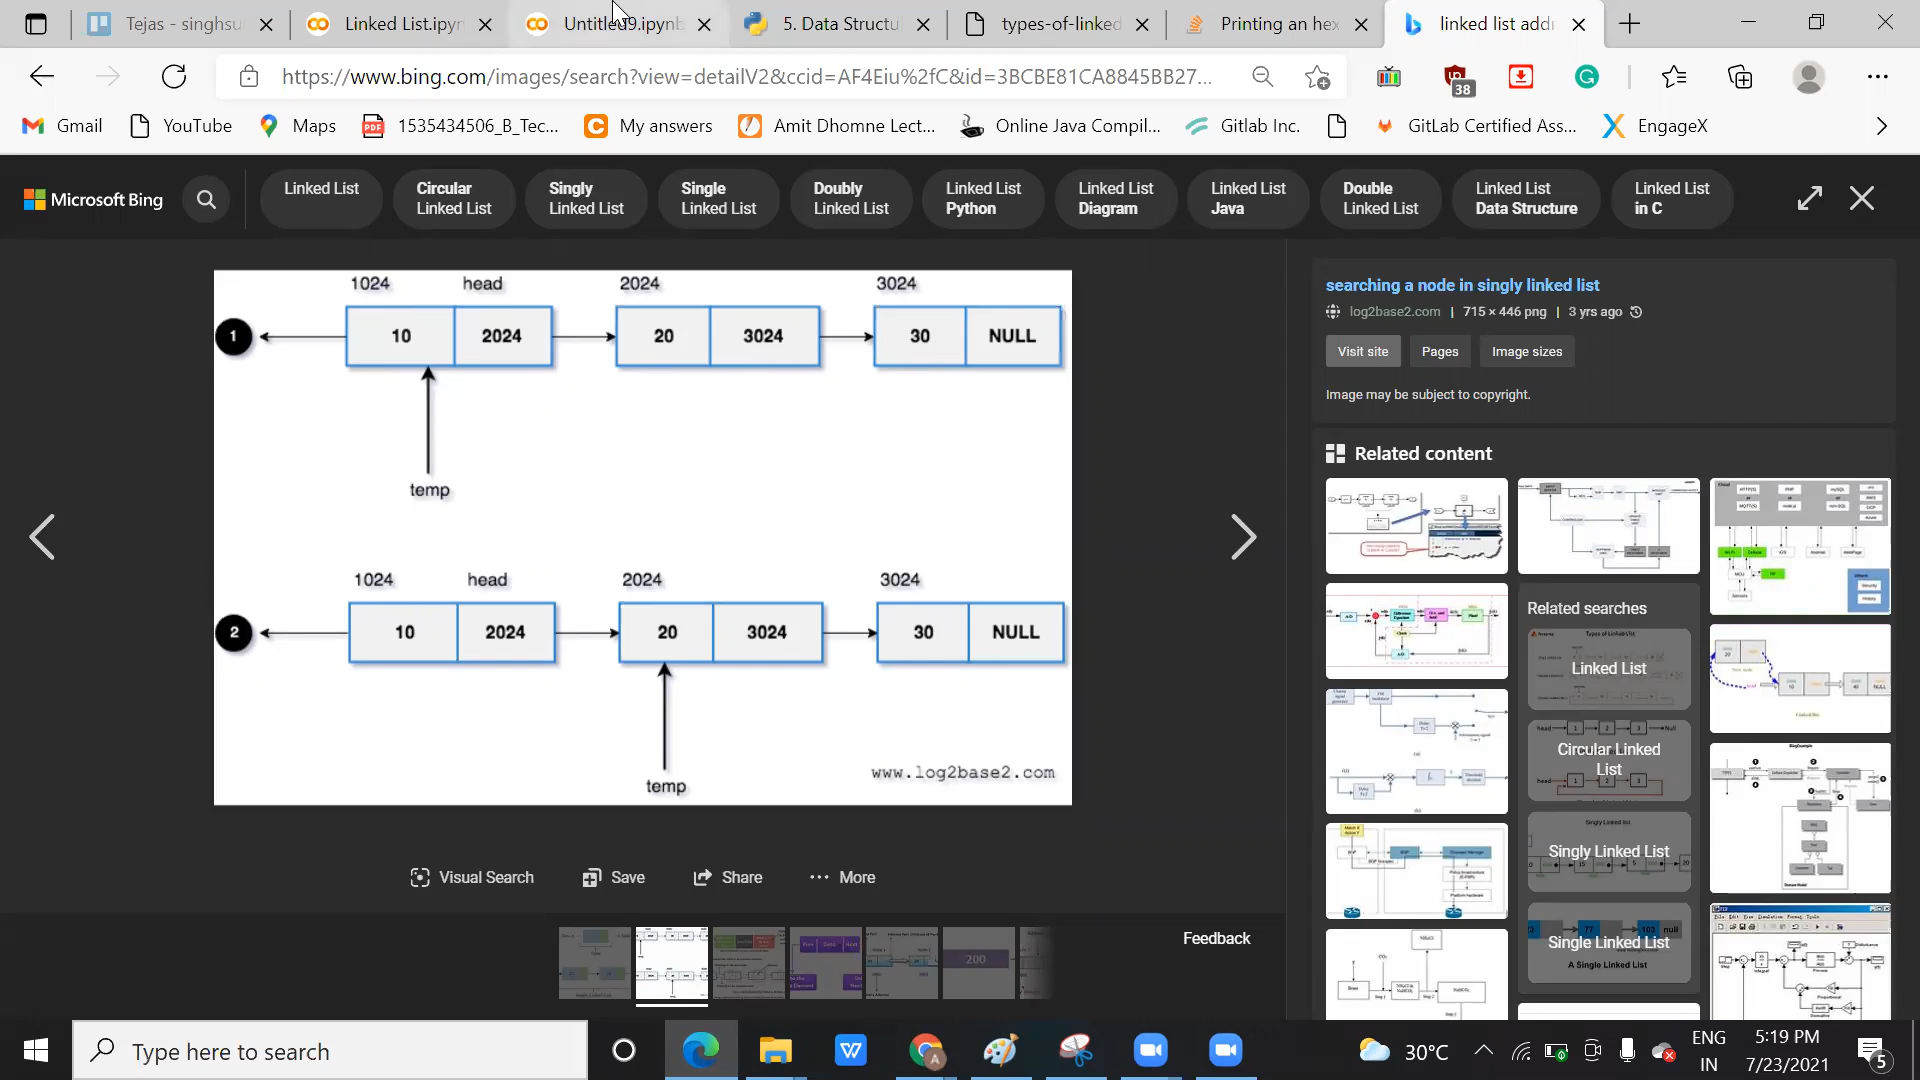 Tejas - singhsu
Linked List.ipyn
Untitled9.ipynb
5. Data Structu
types-of-linked
Printing an hex
linked list addr
https://www.bing.com/images/search?view=detailV2&ccid=AF4Eiu%2fC&id=3BCBE81CA8845BB27...
38
Gmail
YouTube
Maps
1535434506_B_Tec...
My answers
Amit Dhomne Lect...
Online Java Compil...
Gitlab Inc.
GitLab Certified Ass...
EngageX
Microsoft Bing
Linked List
Circular
Linked List
Singly
Linked List
Single
Linked List
Doubly
Linked List
Linked List
Python
Linked List
Diagram
Linked List
Java
Double
Linked List
Linked List
Data Structure
Linked List
in C
1024 head 2024 3024
1 10 2024 20 3024 30 NULL
temp
1024 head 2024 3024
2 10 2024 20 3024 30 NULL
temp
www.log2base2.com
searching a node in singly linked list
log2base2.com | 715 × 446 png | 3 yrs ago
Visit site
Pages
Image sizes
Image may be subject to copyright.
Related content
Related searches
Linked List
Circular Linked
List
Singly Linked List
Single Linked List
A Single Linked List
Visual Search
Save
Share
More
200
Feedback
Type here to search
30°C
ENG
IN
5:19 PM
7/23/2021
5